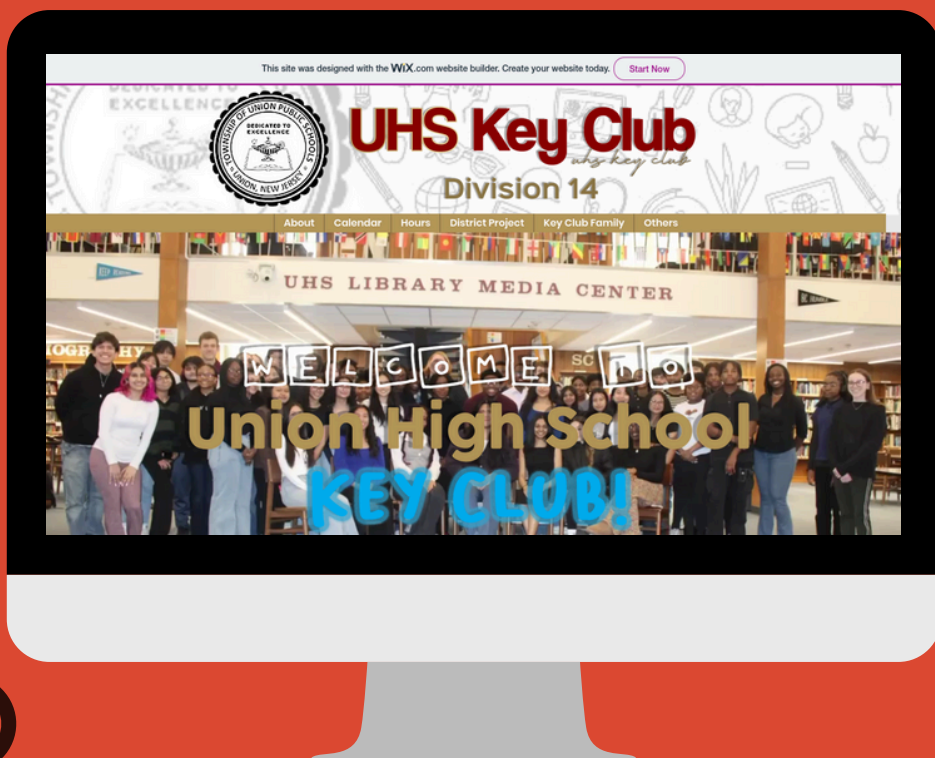 This site was designed with the WiX.com website builder. Create your website today. Start Now
EXCELLENCE
TOWNSHIP OF UNION PUBLIC SCHOOLS
DEDICATED TO
EXCELLENCE
UNION, NEW JERSEY
UHS Key Club
uhs key club
Division 14
About Calendar Hours District Project Key Club Family Others
UHS LIBRARY MEDIA CENTER
WELCOME TO
Union High School
KEY CLUB!